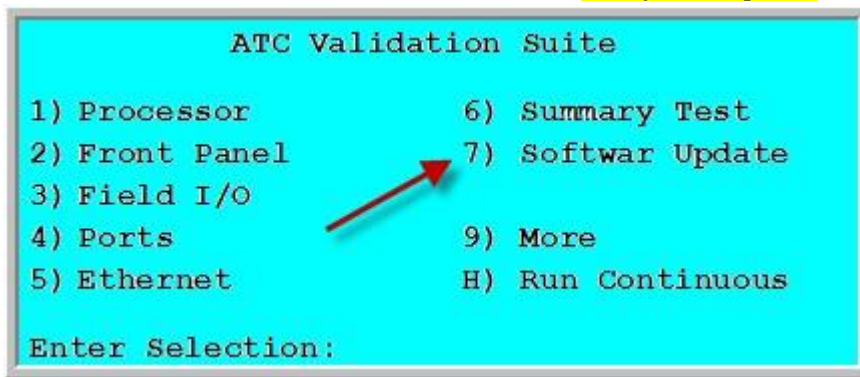 ATC Validation Suite
1) Processor 6) Summary Test
2) Front Panel 7) Softwar Update
3) Field I/O
4) Ports 9) More
5) Ethernet H) Run Continuous
Enter Selection: